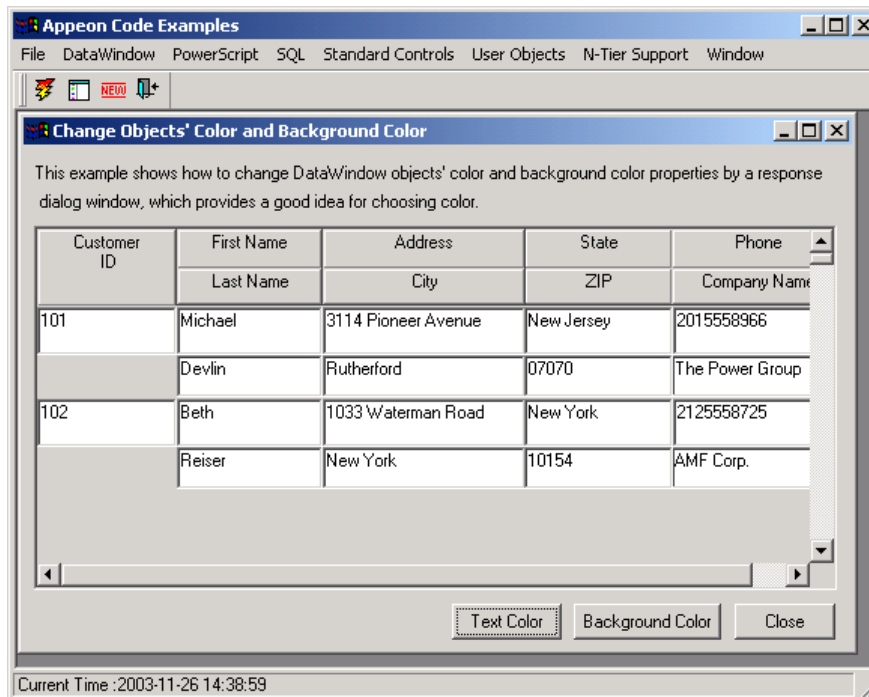 Appeon Code Examples
File DataWindow PowerScript SQL Standard Controls User Objects N-Tier Support Window
NEW
Change Objects' Color and Background Color
This example shows how to change DataWindow objects' color and background color properties by a response
dialog window, which provides a good idea for choosing color.
Customer ID First Name Address State Phone
Last Name City ZIP Company Name
101 Michael 3114 Pioneer Avenue New Jersey 2015558966
Devlin Rutherford 07070 The Power Group
102 Beth 1033 Waterman Road New York 2125558725
Reiser New York 10154 AMF Corp.
Text Color Background Color Close
Current Time :2003-11-26 14:38:59